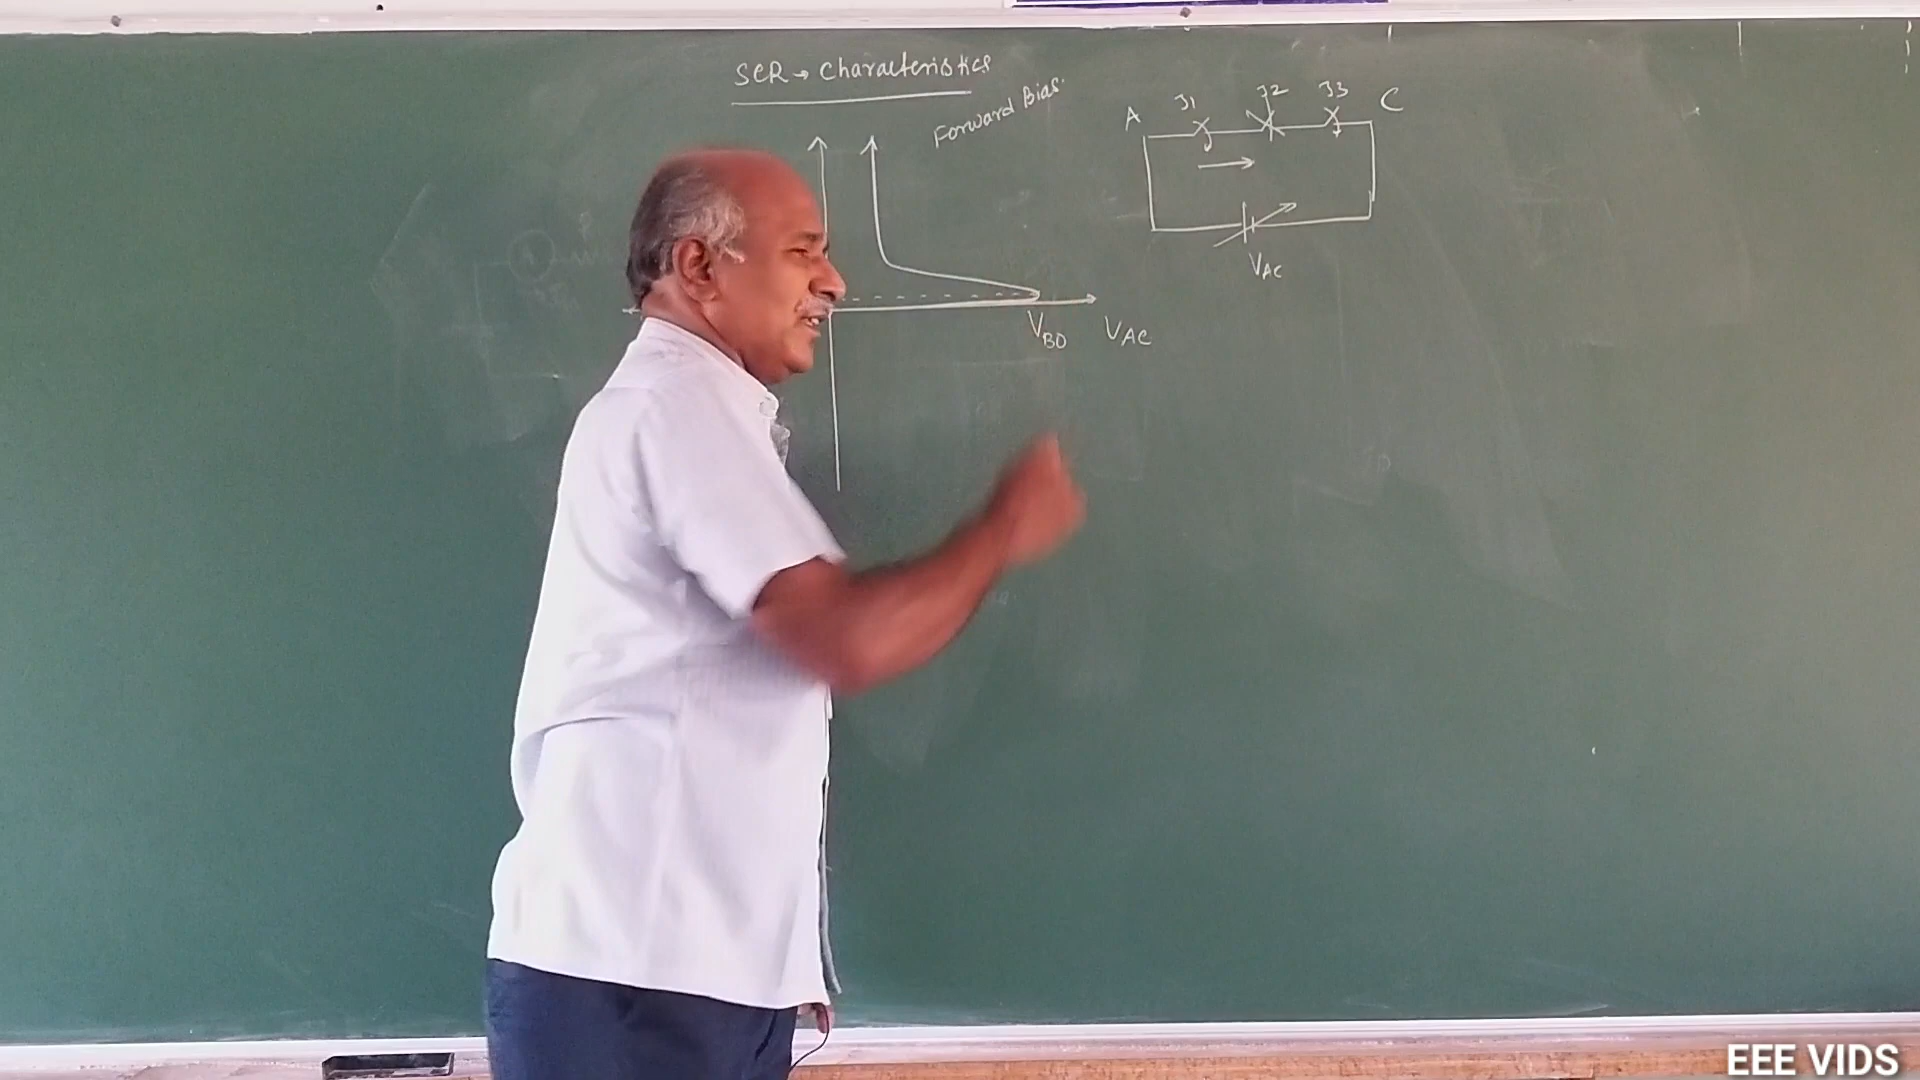 SCR → Characteristics
Forward Bias
A J1 J2 J3 C
VAC
VBO VAC
EEE VIDS